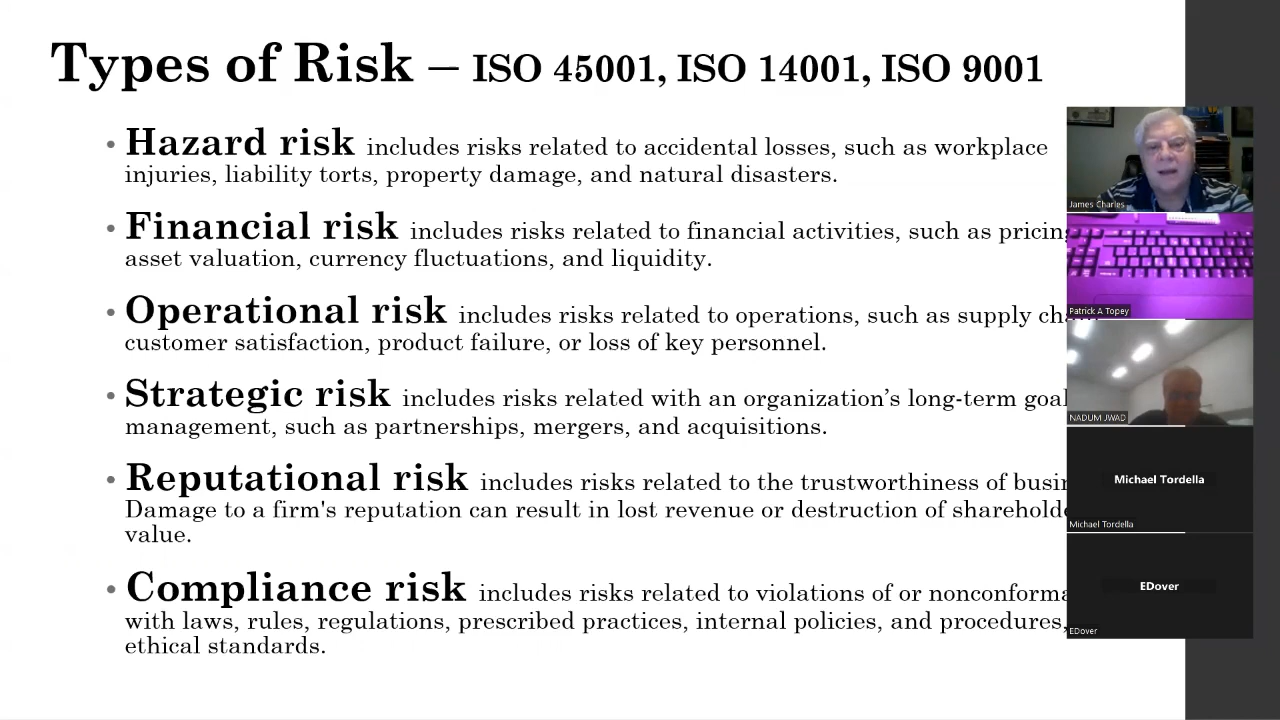 Types of Risk – ISO 45001, ISO 14001, ISO 9001
• Hazard risk includes risks related to accidental losses, such as workplace
injuries, liability torts, property damage, and natural disasters.
• Financial risk includes risks related to financial activities, such as
asset valuation, currency fluctuations, and liquidity.
• Operational risk includes risks related to operations, such as supply
customer satisfaction, product failure, or loss of key personnel.
• Strategic risk includes risks related with an organization’s long-term
management, such as partnerships, mergers, and acquisitions.
• Reputational risk includes risks related to the trustworthiness of
Damage to a firm's reputation can result in lost revenue or destruction of
value.
• Compliance risk includes risks related to violations of or
with laws, rules, regulations, prescribed practices, internal policies, and procedures,
ethical standards.
James Charles
Patrick A Topey
NADUM JWAD
Michael Tordella
Michael Tordella
EDover
EDover